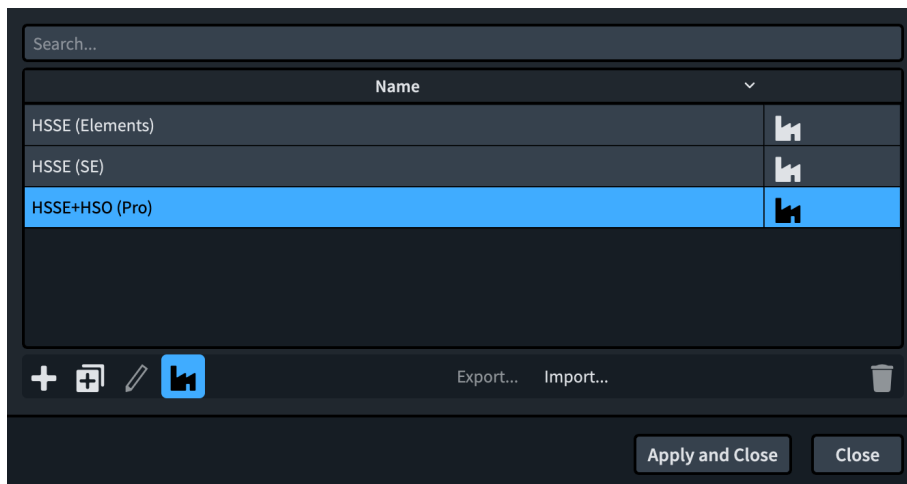 Search...
Name
HSSE (Elements)
HSSE (SE)
HSSE+HSO (Pro)
Export... Import...
Apply and Close Close